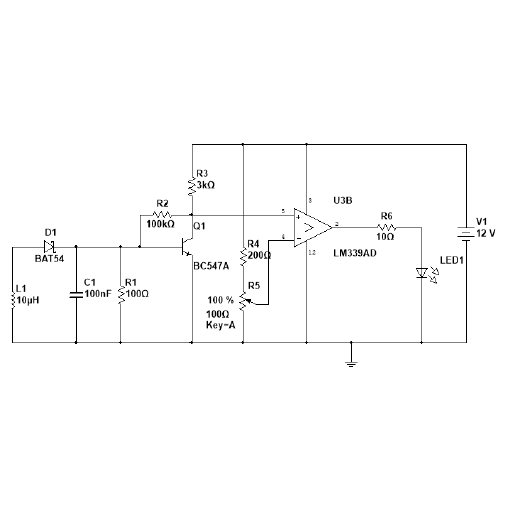 R3
3kΩ
U3B
3
R2
100kΩ
Q1
5
2
R6
10Ω
V1
12 V
D1
BAT54
BC547A
R4
200Ω
4
12
LM339AD
LED1
L1
10µH
C1
100nF
R1
100Ω
R5
100 %
100Ω
Key=A
+
−